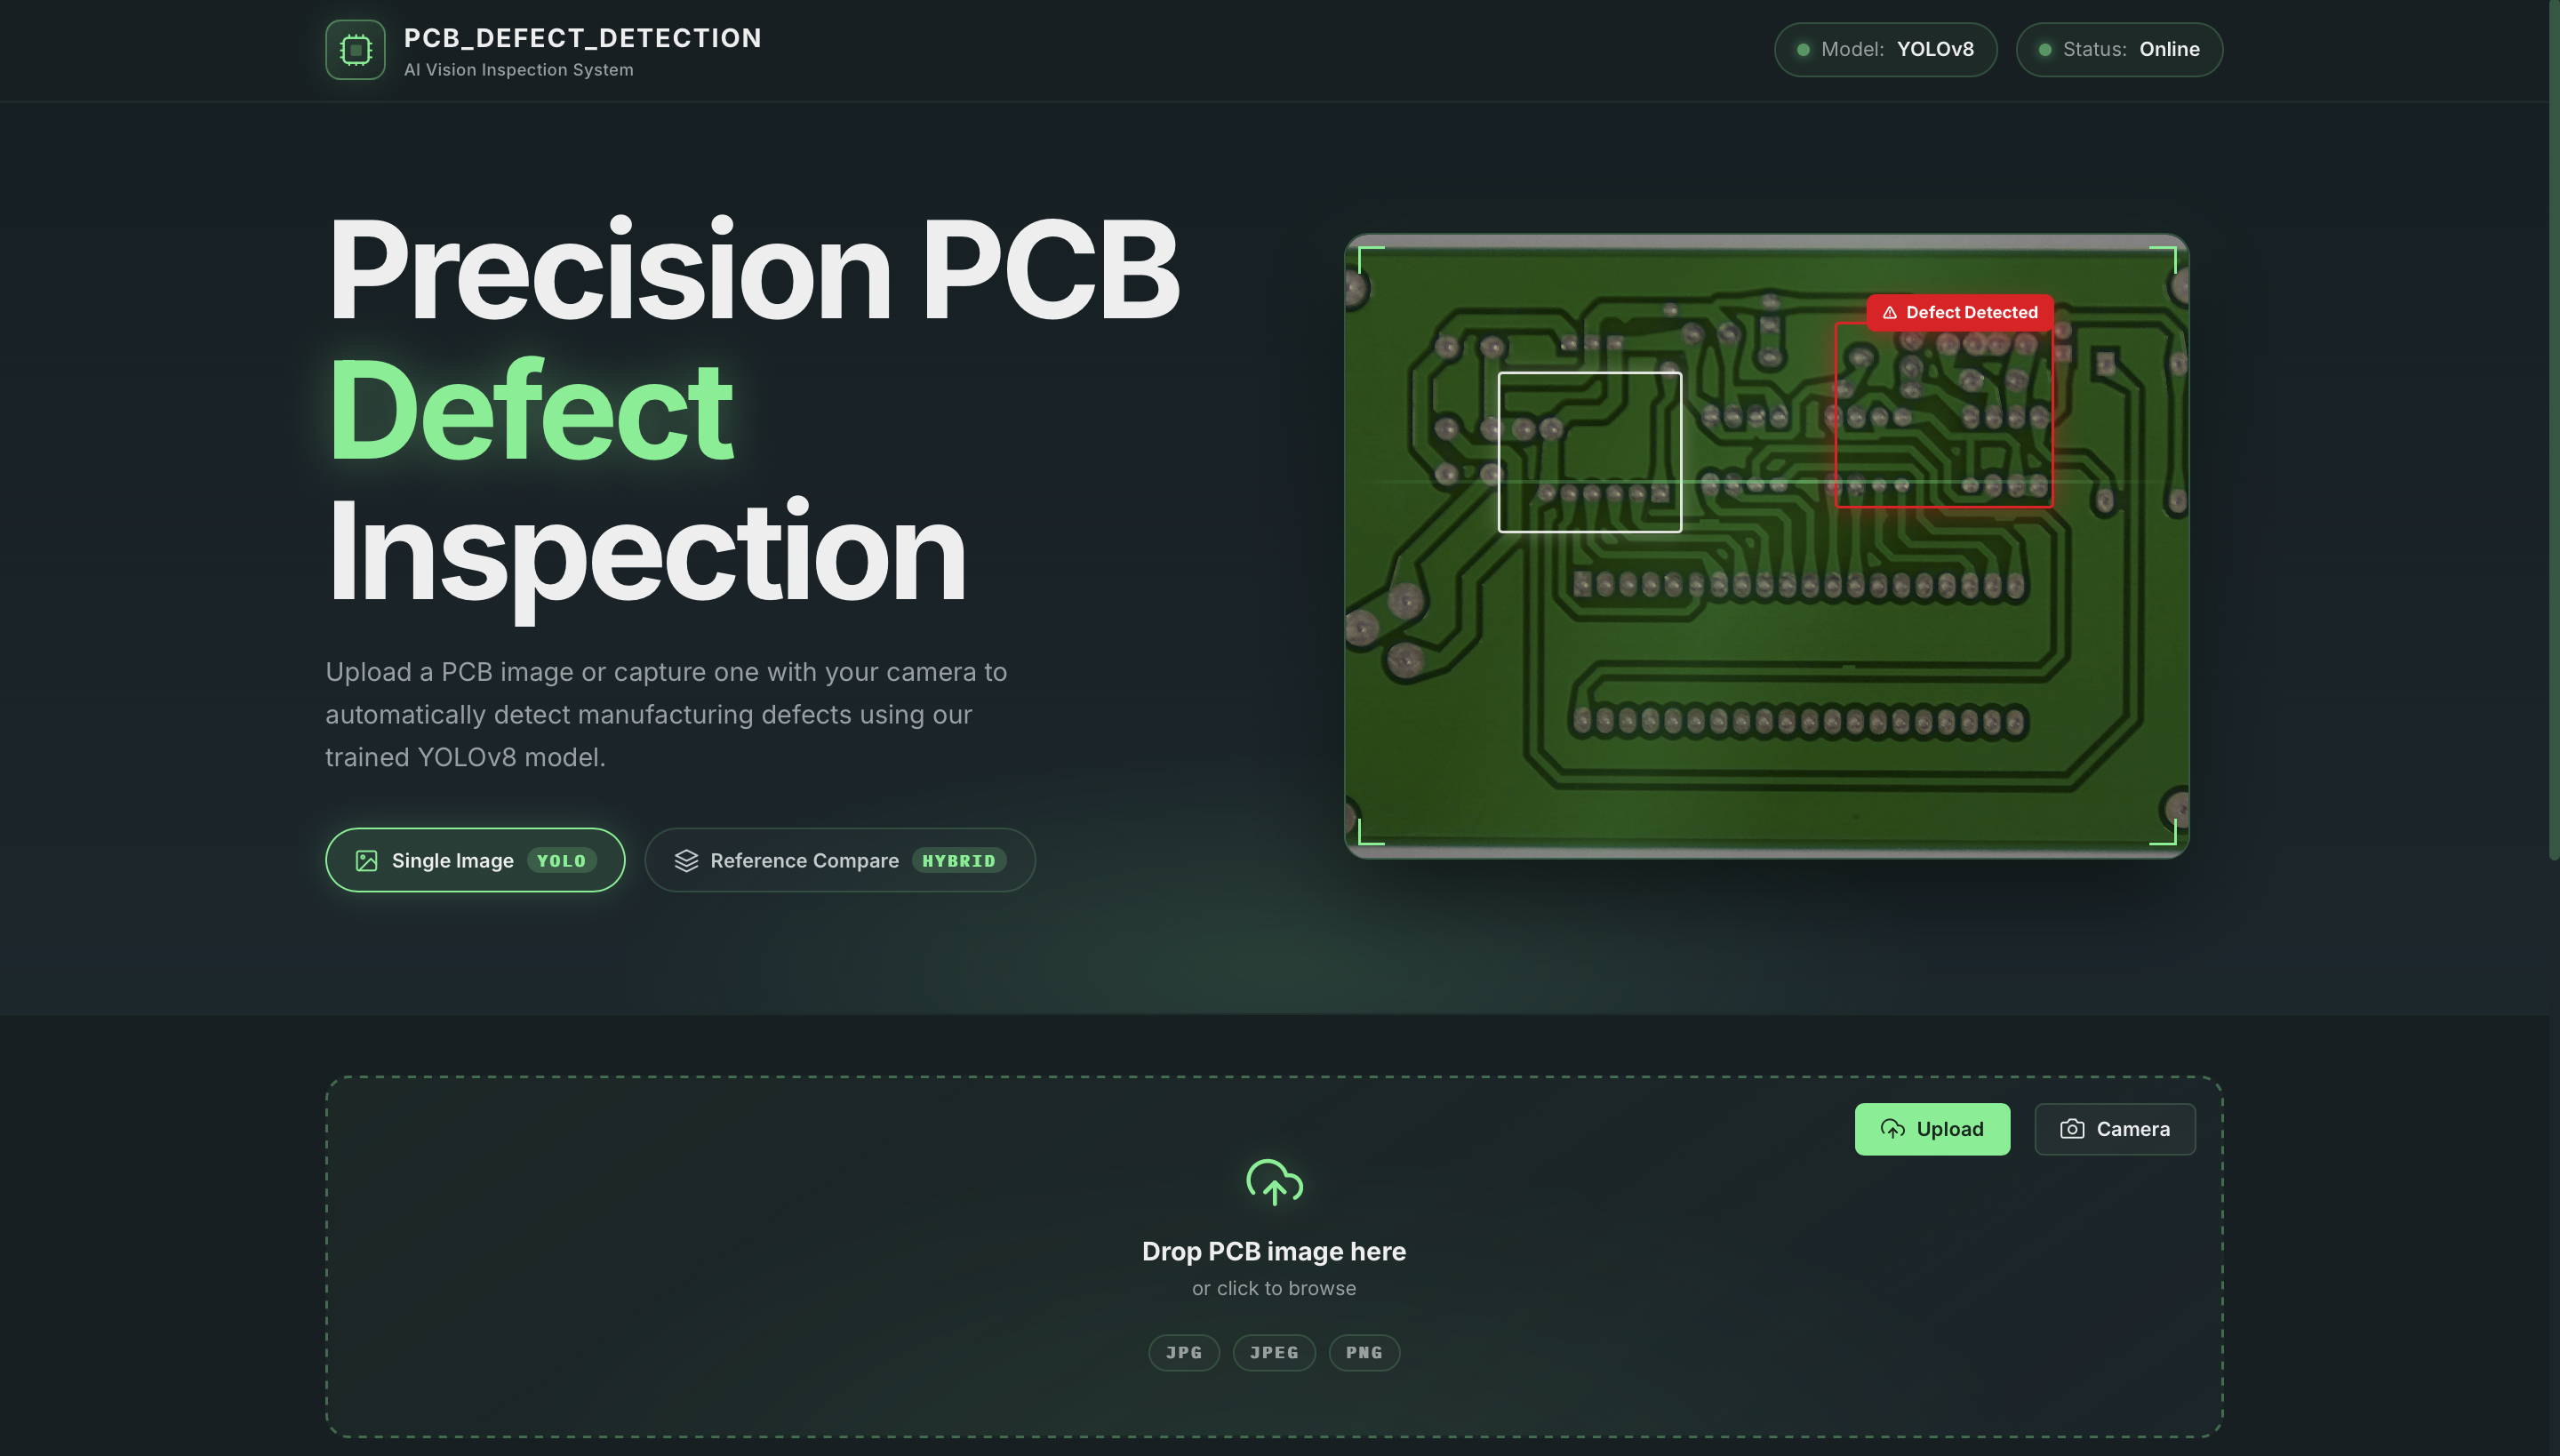 PCB_DEFECT_DETECTION
AI Vision Inspection System
Model: YOLOv8
Status: Online
Precision PCB
Defect
Inspection
Upload a PCB image or capture one with your camera to
automatically detect manufacturing defects using our
trained YOLOv8 model.
Single Image YOLO
Reference Compare HYBRID
Defect Detected
Upload
Camera
Drop PCB image here
or click to browse
JPG
JPEG
PNG